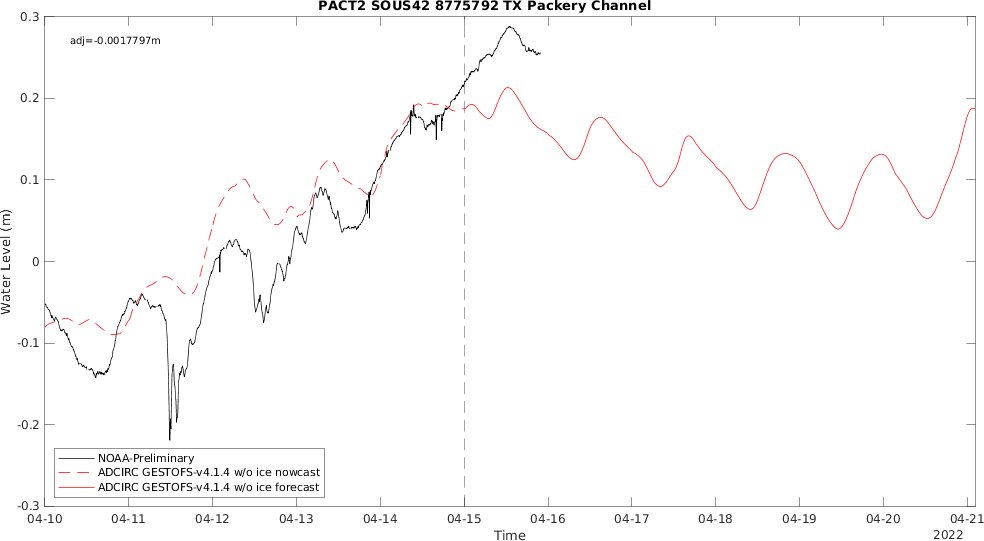 PACT2 SOUS42 8775792 TX Packery Channel
adj=-0.0017797m
Water Level (m)
0.3
0.2
0.1
0
-0.1
-0.2
-0.3
NOAA-Preliminary
ADCIRC GESTOFS-v4.1.4 w/o ice nowcast
ADCIRC GESTOFS-v4.1.4 w/o ice forecast
04-10 04-11 04-12 04-13 04-14 04-15 04-16 04-17 04-18 04-19 04-20 04-21
Time
2022